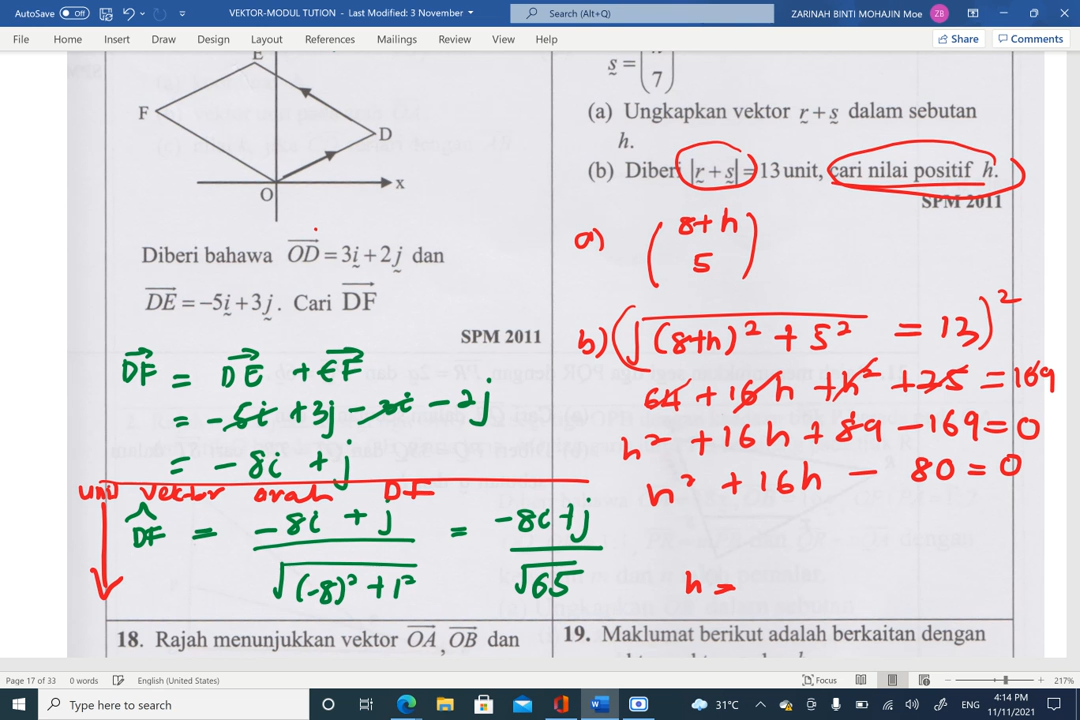 AutoSave Off VEKTOR-MODUL TUTION - Last Modified: 3 November Search (Alt+Q) ZARINAH BINTI MOHAJIN Moe ZB
File Home Insert Draw Design Layout References Mailings Review View Help Share Comments
E
F
D
O
x
Diberi bahawa OD = 3i + 2j dan
DE = −5i + 3j. Cari DF
SPM 2011
DF = DE + EF
= -5i + 3j - 3i - 2j
= - 8i + j
unit vektor arah DF
DF = -8i + j / √(-8)² + 1² = -8i + j / √65
18. Rajah menunjukkan vektor OA, OB dan
s =
7
(a) Ungkapkan vektor r + s dalam sebutan
h.
(b) Diberi |r + s| = 13 unit, cari nilai positif h.
SPM 2011
a) ( 8+h
5 )
b) (√(8+h)² + 5² = 13)²
64 + 16h + h² + 25 = 169
h² + 16h + 89 - 169 = 0
h² + 16h - 80 = 0
h =
19. Maklumat berikut adalah berkaitan dengan
Page 17 of 33 0 words English (United States) Focus 217%
Type here to search 31°C ENG 4:14 PM
11/11/2021